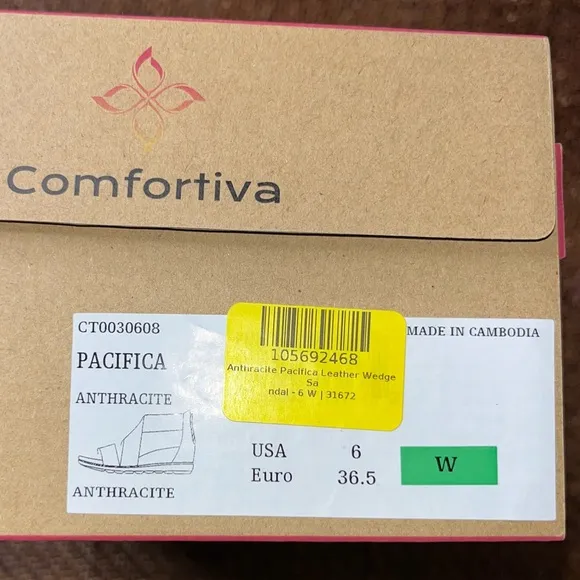 Comfortiva
CT0030608
MADE IN CAMBODIA
PACIFICA
ANTHRACITE
105692468
Anthracite Pacifica Leather Wedge
Sa
ndal - 6 W | 31672
USA 6
Euro 36.5
W
ANTHRACITE